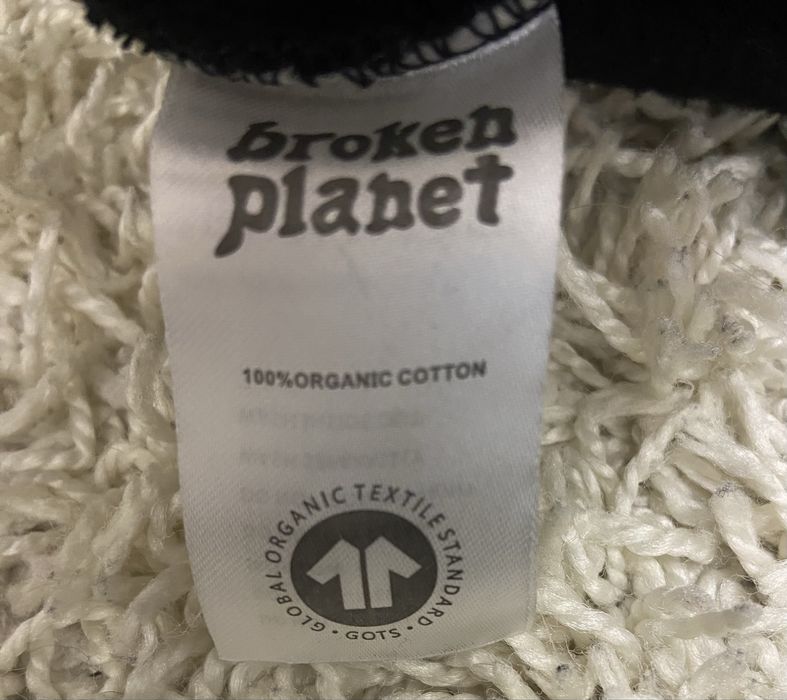 broken
planet
100%ORGANIC COTTON
GLOBAL ORGANIC TEXTILE STANDARD
• GOTS •